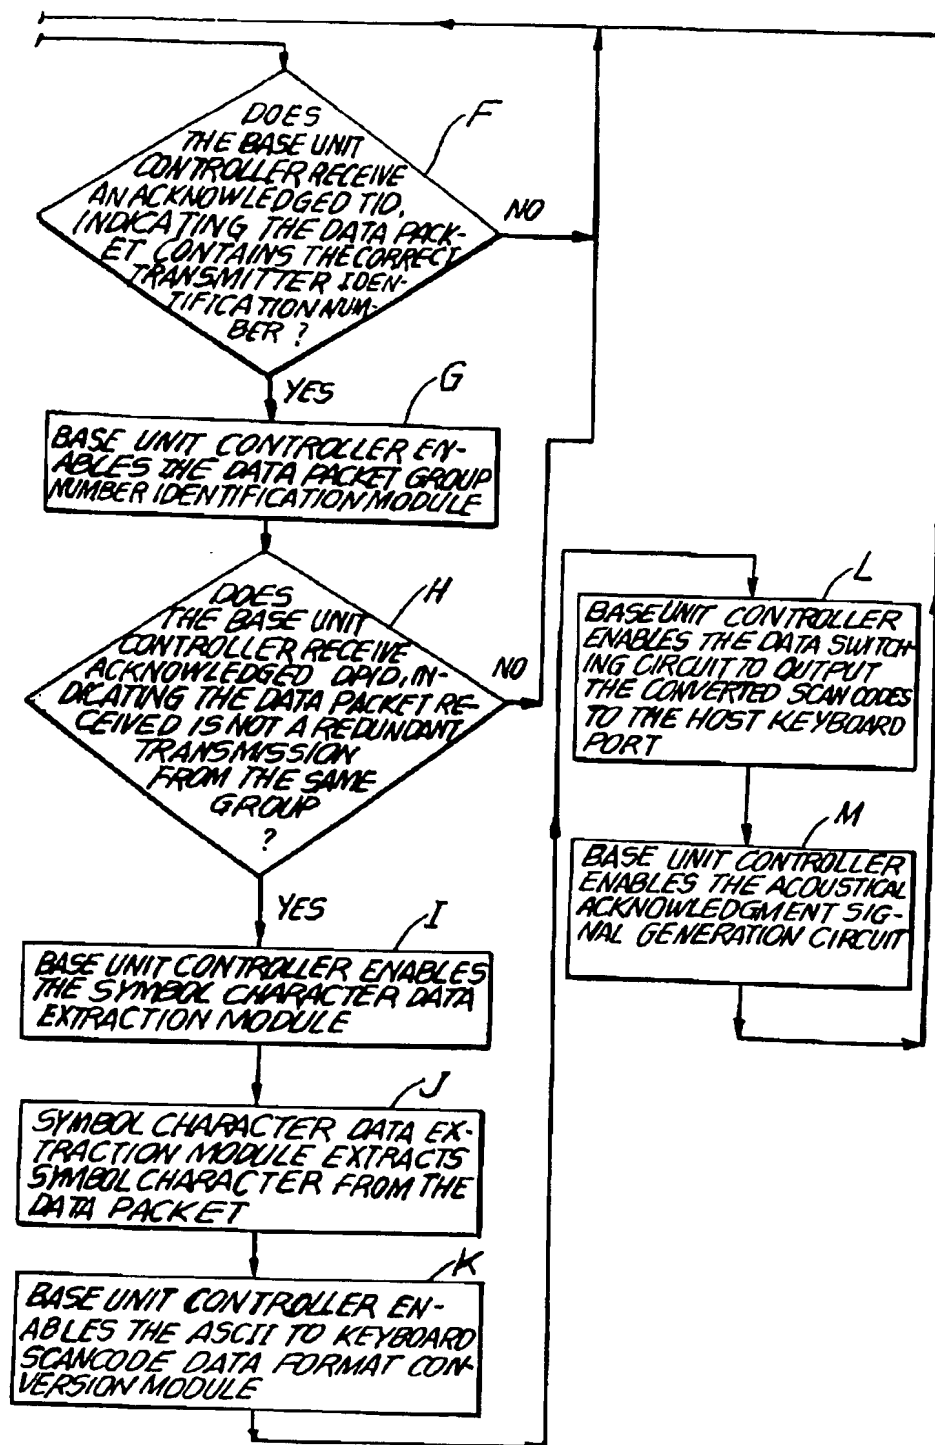 DOES
THE BASE UNIT
CONTROLLER RECEIVE
AN ACKNOWLEDGED TID,
INDICATING THE DATA PACK-
ET CONTAINS THE CORRECT
TRANSMITTER IDEN-
TIFICATION NUM-
BER ?
F
NO
YES
G
BASE UNIT CONTROLLER EN-
ABLES THE DATA PACKET GROUP
NUMBER IDENTIFICATION MODULE
DOES
THE BASE UNIT
CONTROLLER RECEIVE
ACKNOWLEDGED DPID, IN-
DICATING THE DATA PACKET RE-
CEIVED IS NOT A REDUNDANT
TRANSMISSION
FROM THE SAME
GROUP
?
H
NO
YES
I
BASE UNIT CONTROLLER ENABLES
THE SYMBOL CHARACTER DATA
EXTRACTION MODULE
J
SYMBOL CHARACTER DATA EX-
TRACTION MODULE EXTRACTS
SYMBOL CHARACTER FROM THE
DATA PACKET
K
BASE UNIT CONTROLLER EN-
ABLES THE ASCII TO KEYBOARD
SCANCODE DATA FORMAT CON-
VERSION MODULE
L
BASE UNIT CONTROLLER
ENABLES THE DATA SWITCH-
ING CIRCUIT TO OUTPUT
THE CONVERTED SCAN CODES
TO THE HOST KEYBOARD
PORT
M
BASE UNIT CONTROLLER
ENABLES THE ACOUSTICAL
ACKNOWLEDGMENT SIG-
NAL GENERATION CIRCUIT